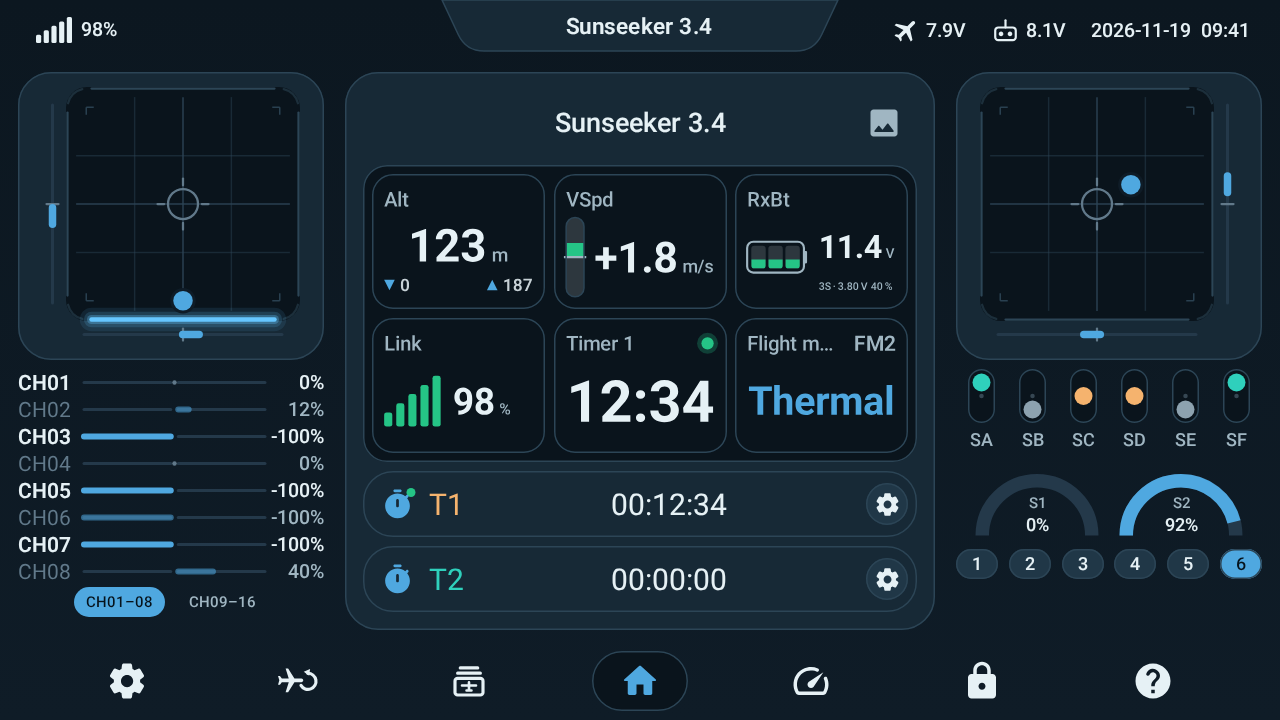 98%
Sunseeker 3.4
7.9V
8.1V
2026-11-19 09:41
Sunseeker 3.4
Alt
123 m
0
187
VSpd
+1.8 m/s
RxBt
11.4 V
3S · 3.80 V 40 %
Link
98 %
Timer 1
12:34
Flight m... FM2
Thermal
T1 00:12:34
T2 00:00:00
CH01 0%
CH02 12%
CH03 -100%
CH04 0%
CH05 -100%
CH06 -100%
CH07 -100%
CH08 40%
CH01–08
CH09–16
SA SB SC SD SE SF
S1
0%
S2
92%
1 2 3 4 5 6